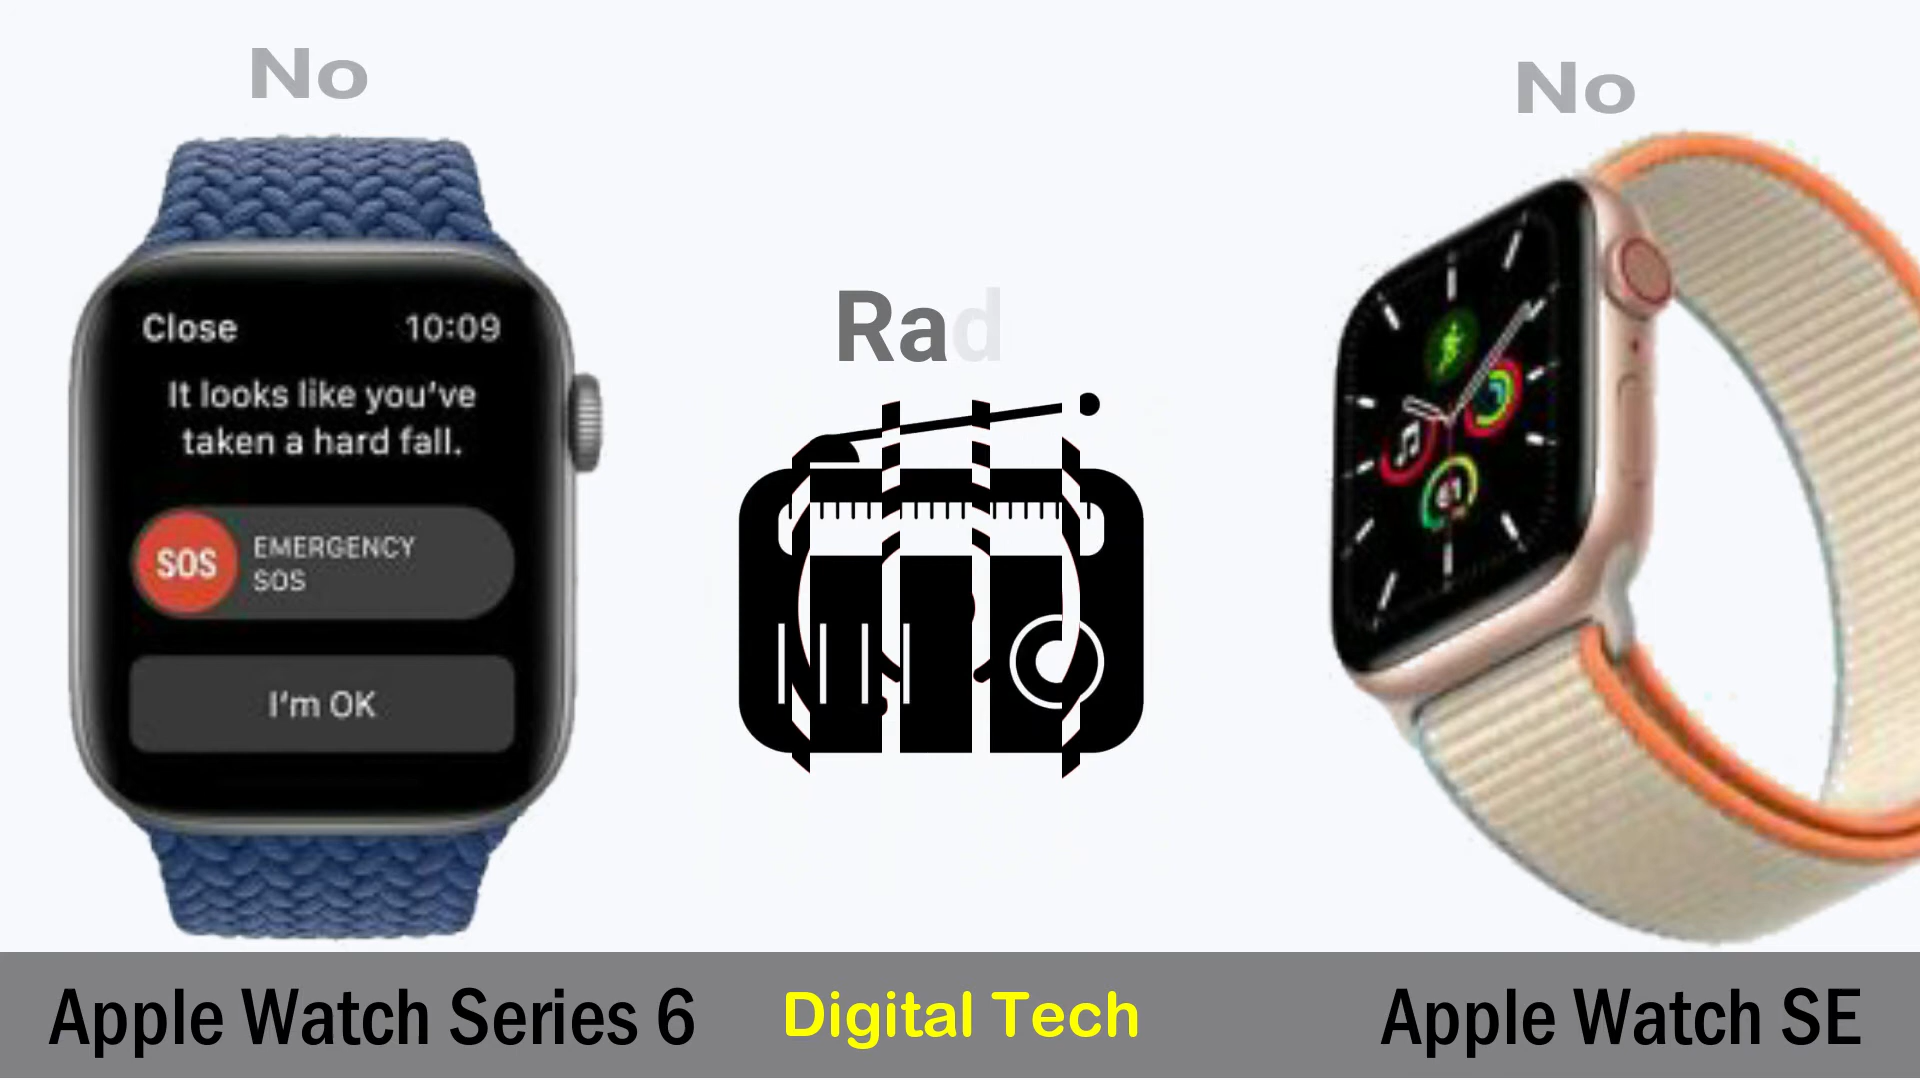 No
No
Close 10:09
It looks like you've
taken a hard fall.
SOS
EMERGENCY
SOS
I'm OK
Rad
61
Apple Watch Series 6
Digital Tech
Apple Watch SE